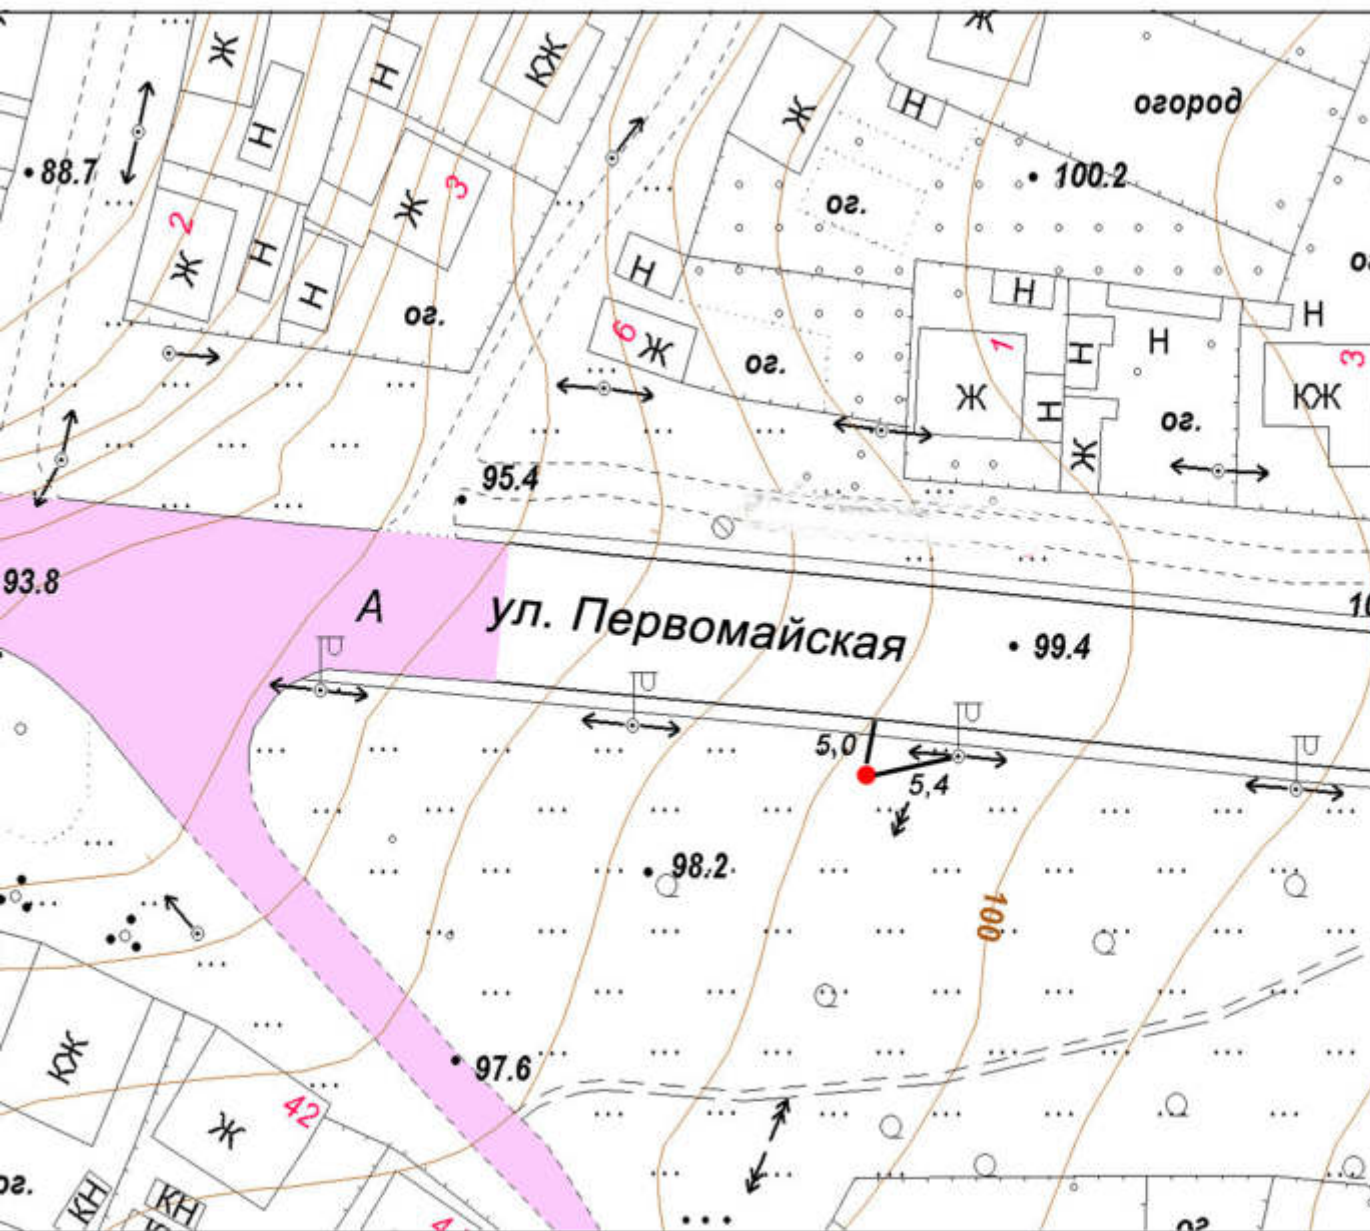 Ж
Н
КЖ
Ж
огород
Н
Ж
Н
88.7
3
Ж
100.2
ог.
2
Ж
Н
Н
Н
ог.
Н
Н
Н
6
Ж
ог.
1
Н
3
Ж
Н
КЖ
ог.
Ж
95.4
93.8
А
ул. Первомайская
99.4
5,0
5,4
98.2
100
97.6
КЖ
42
Ж
ог.
КН
КН